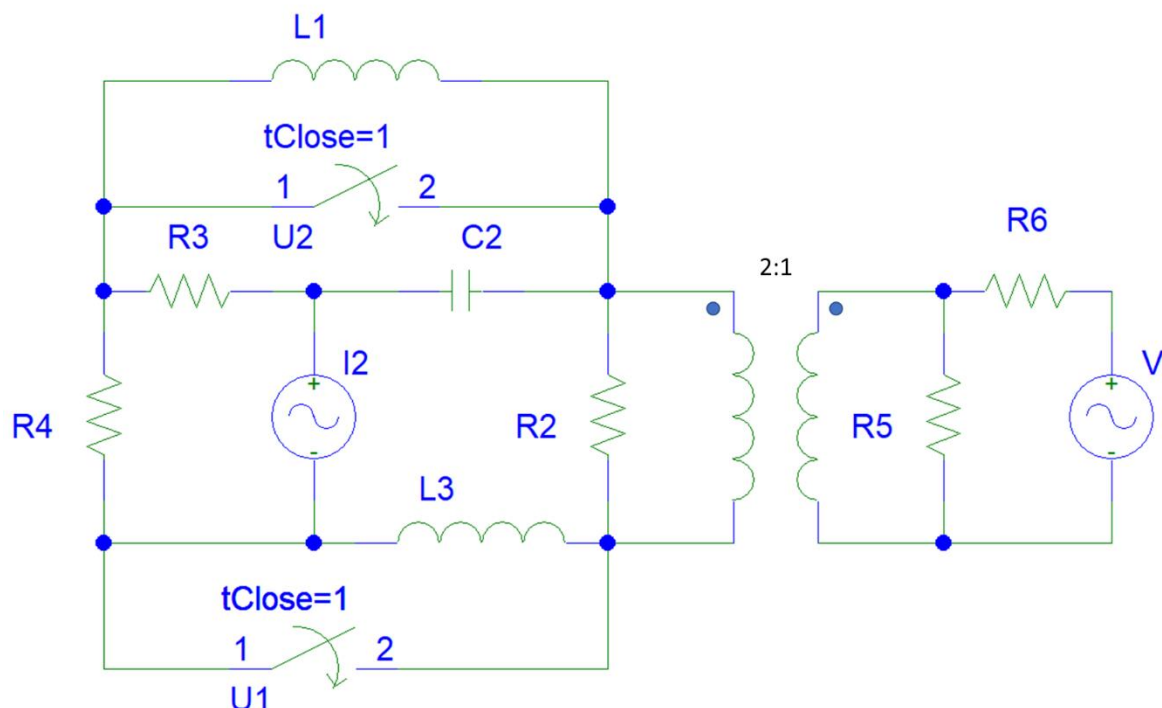 L1
tClose=1
1 2
U2
R3
C2
2:1
R6
I2
V
R4
R2
R5
L3
tClose=1
1 2
U1